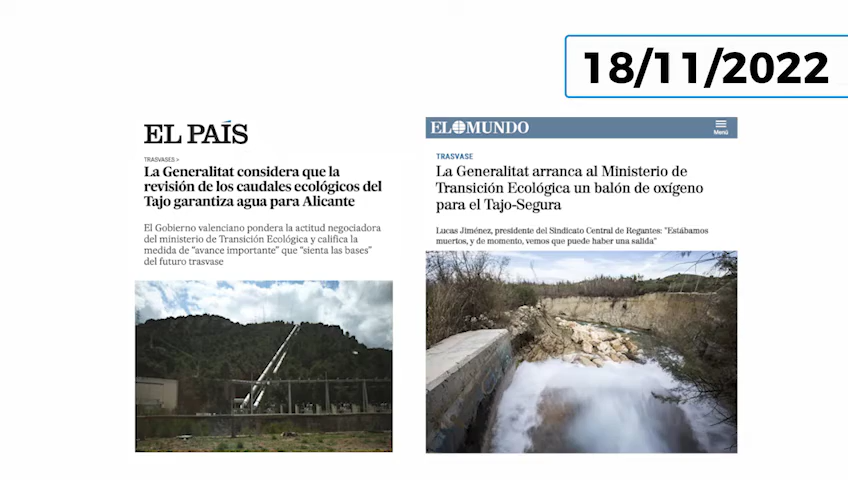 18/11/2022
EL PAÍS
TRASVASES >
La Generalitat considera que la
revisión de los caudales ecológicos del
Tajo garantiza agua para Alicante
El Gobierno valenciano pondera la actitud negociadora
del ministerio de Transición Ecológica y califica la
medida de “avance importante” que “sienta las bases”
del futuro trasvase
EL MUNDO
Menú
TRASVASE
La Generalitat arranca al Ministerio de
Transición Ecológica un balón de oxígeno
para el Tajo-Segura
Lucas Jiménez, presidente del Sindicato Central de Regantes: "Estábamos
muertos, y de momento, vemos que puede haber una salida"